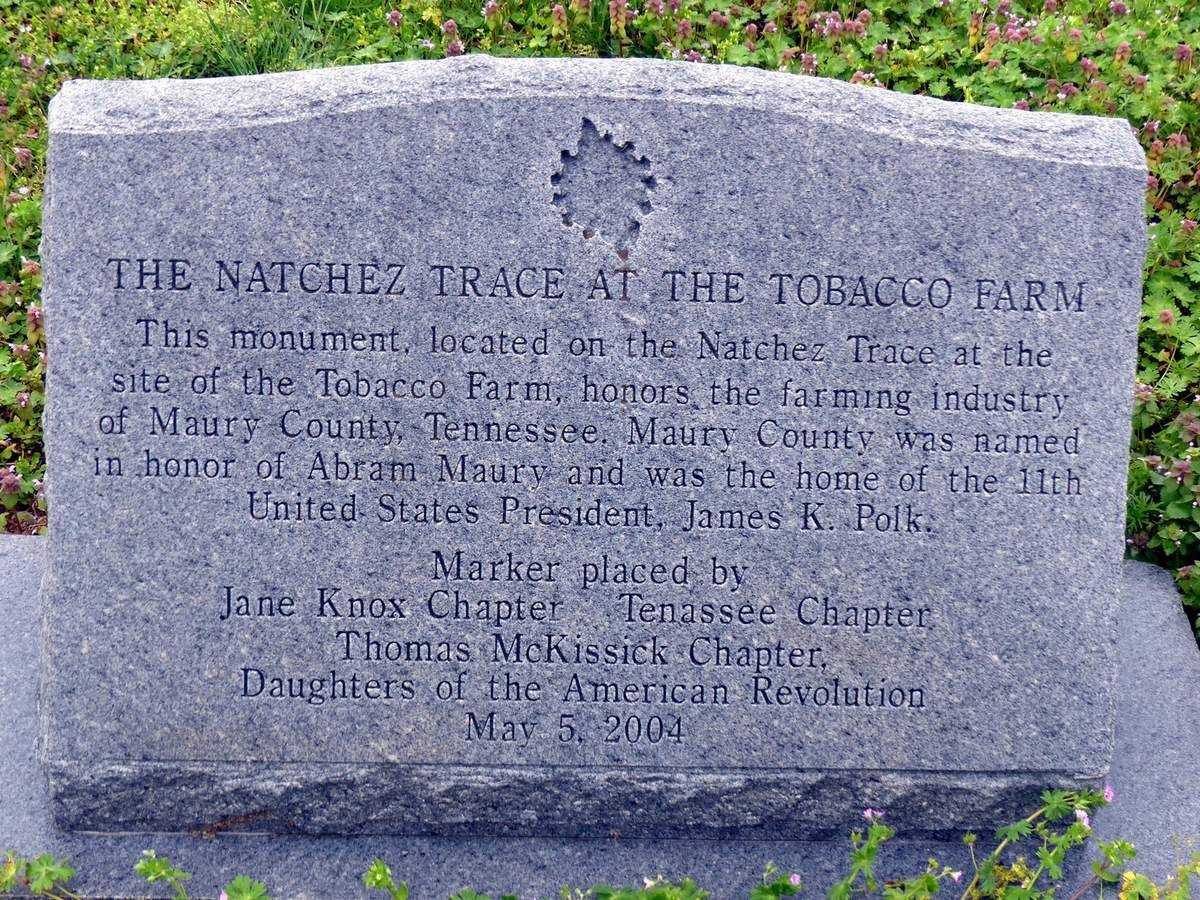 THE NATCHEZ TRACE AT THE TOBACCO FARM
This monument, located on the Natchez Trace at the
site of the Tobacco Farm, honors the farming industry
of Maury County, Tennessee. Maury County was named
in honor of Abram Maury and was the home of the 11th
United States President, James K. Polk.
Marker placed by
Jane Knox Chapter Tenassee Chapter
Thomas McKissick Chapter,
Daughters of the American Revolution
May 5, 2004